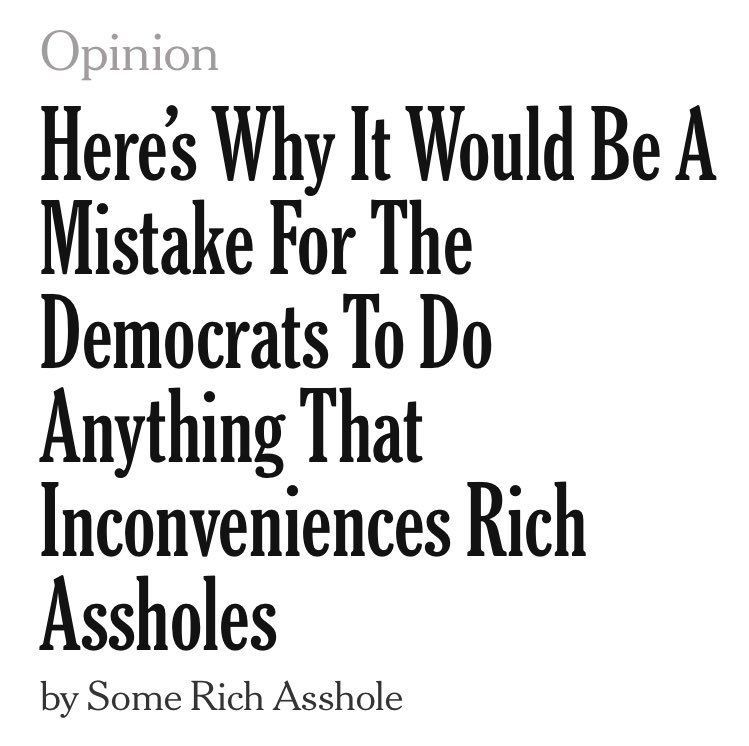 Opinion
Here’s Why It Would Be A
Mistake For The
Democrats To Do
Anything That
Inconveniences Rich
Assholes
by Some Rich Asshole